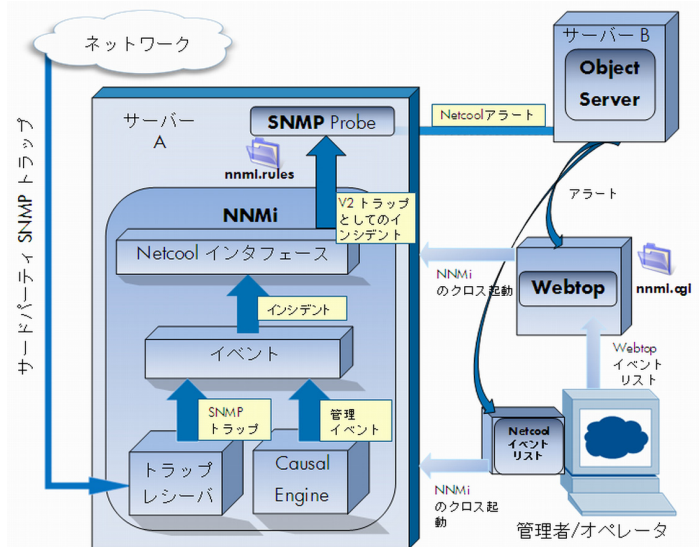 ネットワーク
サードパーティ SNMP トラップ
サーバー
A
SNMP Probe
nnmi.rules
Netcoolアラート
サーバー B
Object
Server
アラート
NNMi
V2 トラップ
としてのイ
ンシデント
Netcool インタフェース
インシデント
イベント
SNMP
トラップ
管理
イベント
トラップ
レシーバ
Causal
Engine
NNMi
のクロス起動
Webtop
nnmi.cgi
Webtop
イベント
リスト
Netcool
イベント
リスト
NNMi
のクロス起
動
管理者/オペレータ